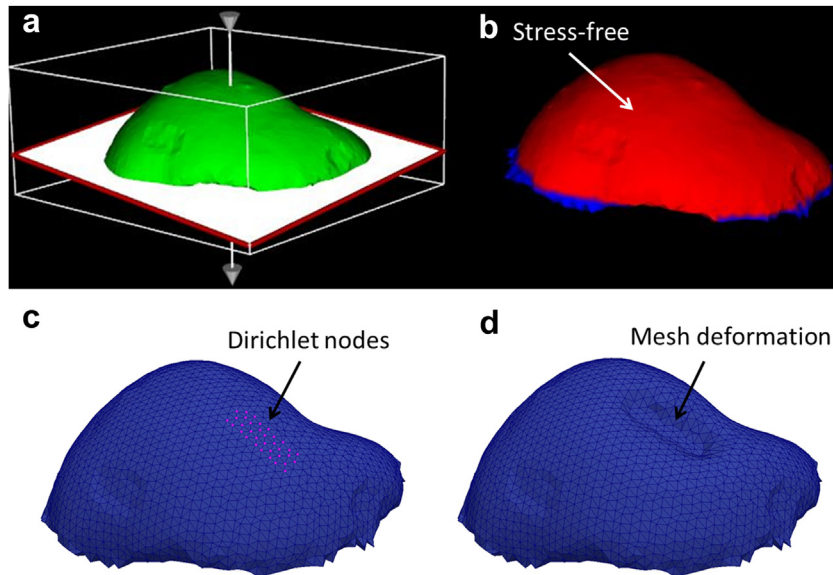 a
b
Stress-free
c
Dirichlet nodes
d
Mesh deformation